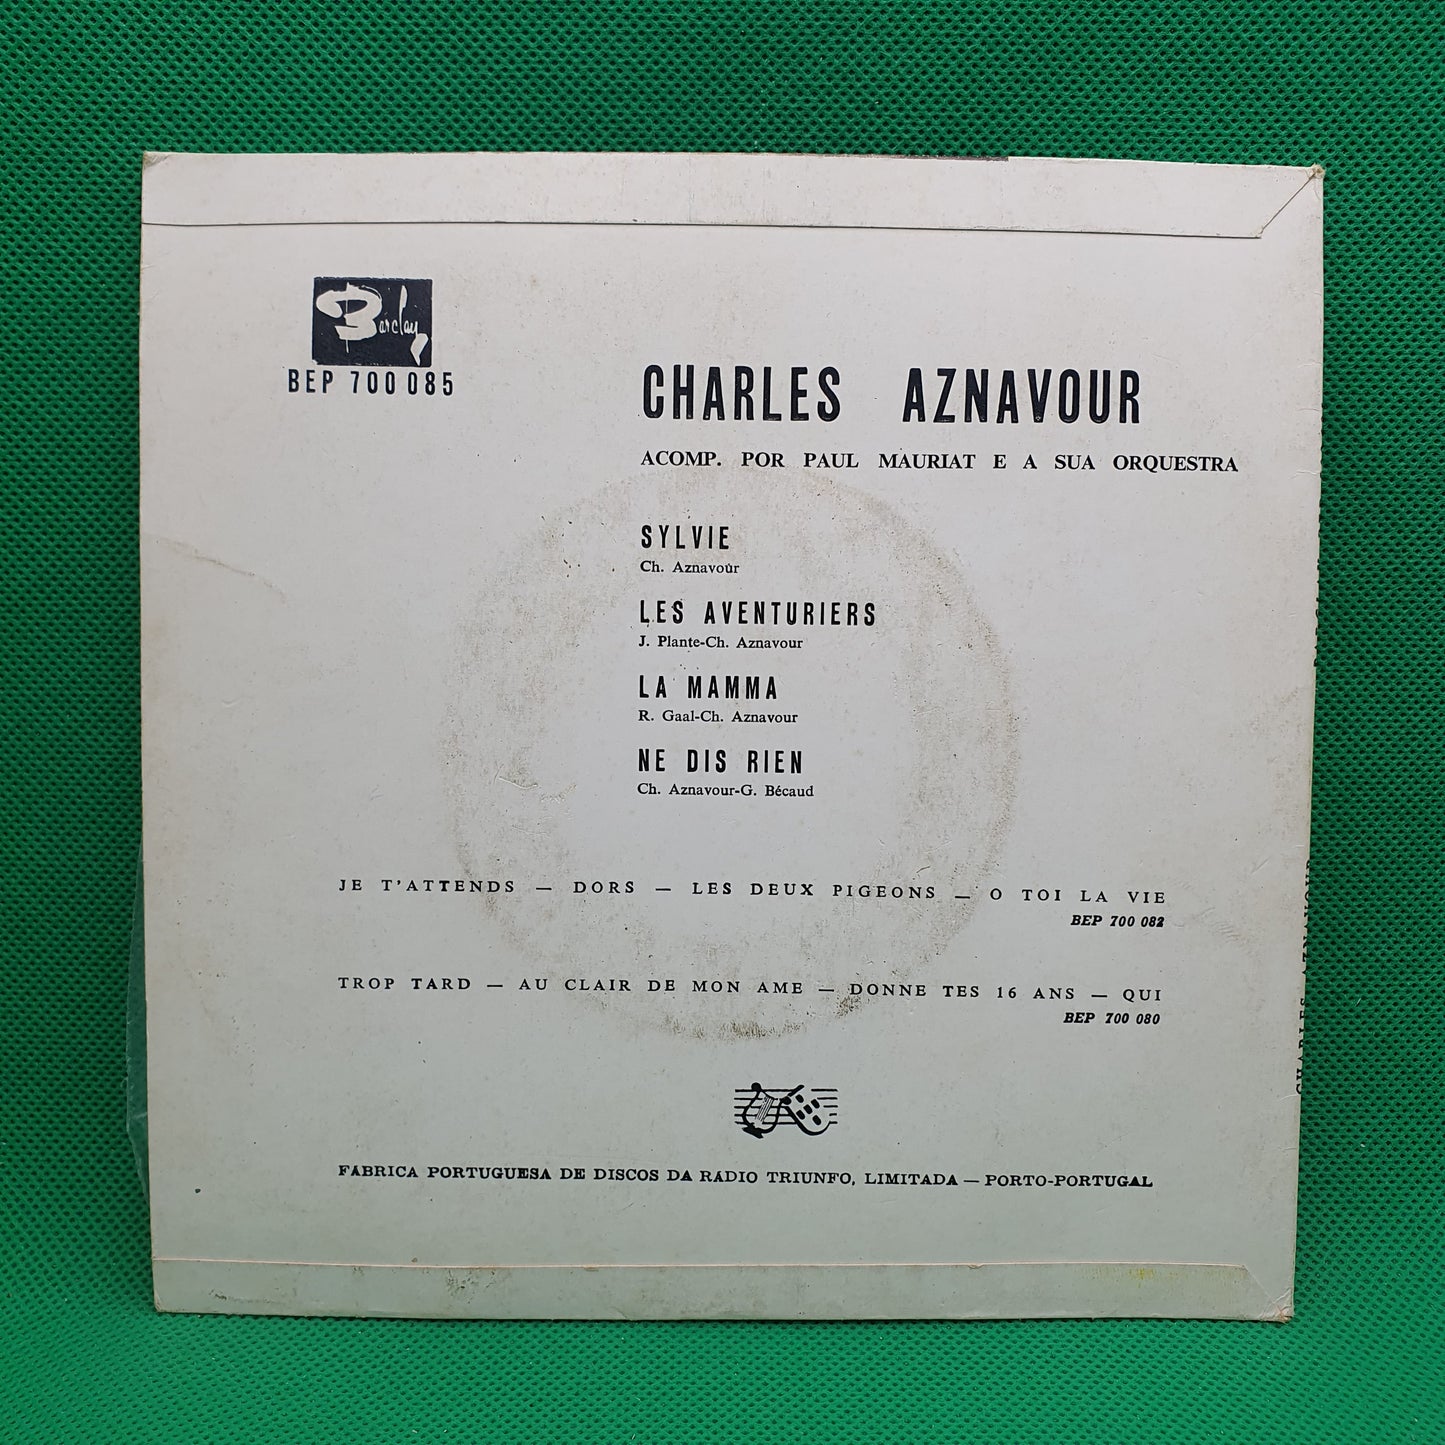 Barclay
BEP 700 085
CHARLES AZNAVOUR
ACOMP. POR PAUL MAURIAT E A SUA ORQUESTRA
SYLVIE
Ch. Aznavour
LES AVENTURIERS
J. Plante-Ch. Aznavour
LA MAMMA
R. Gaal-Ch. Aznavour
NE DIS RIEN
Ch. Aznavour-G. Bécaud
JE T'ATTENDS — DORS — LES DEUX PIGEONS — O TOI LA VIE
BEP 700 082
TROP TARD — AU CLAIR DE MON AME — DONNE TES 16 ANS — QUI
BEP 700 080
FÁBRICA PORTUGUESA DE DISCOS DA RADIO TRIUNFO, LIMITADA — PORTO-PORTUGAL
CHARLES AZNAVOUR